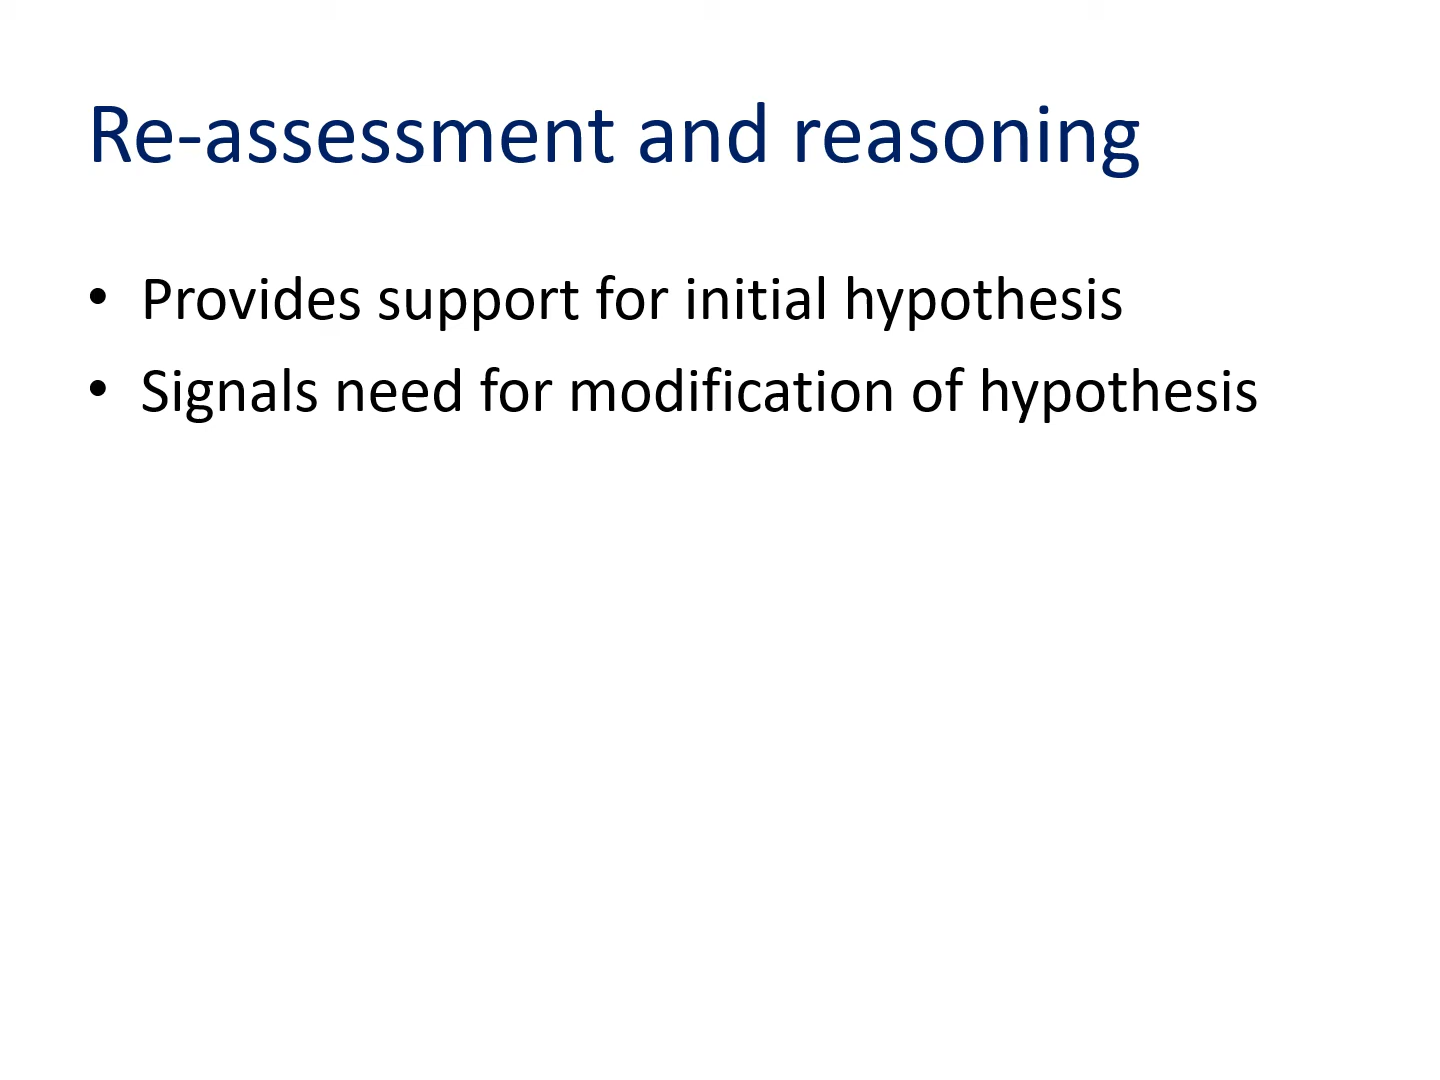 Re-assessment and reasoning
• Provides support for initial hypothesis
• Signals need for modification of hypothesis